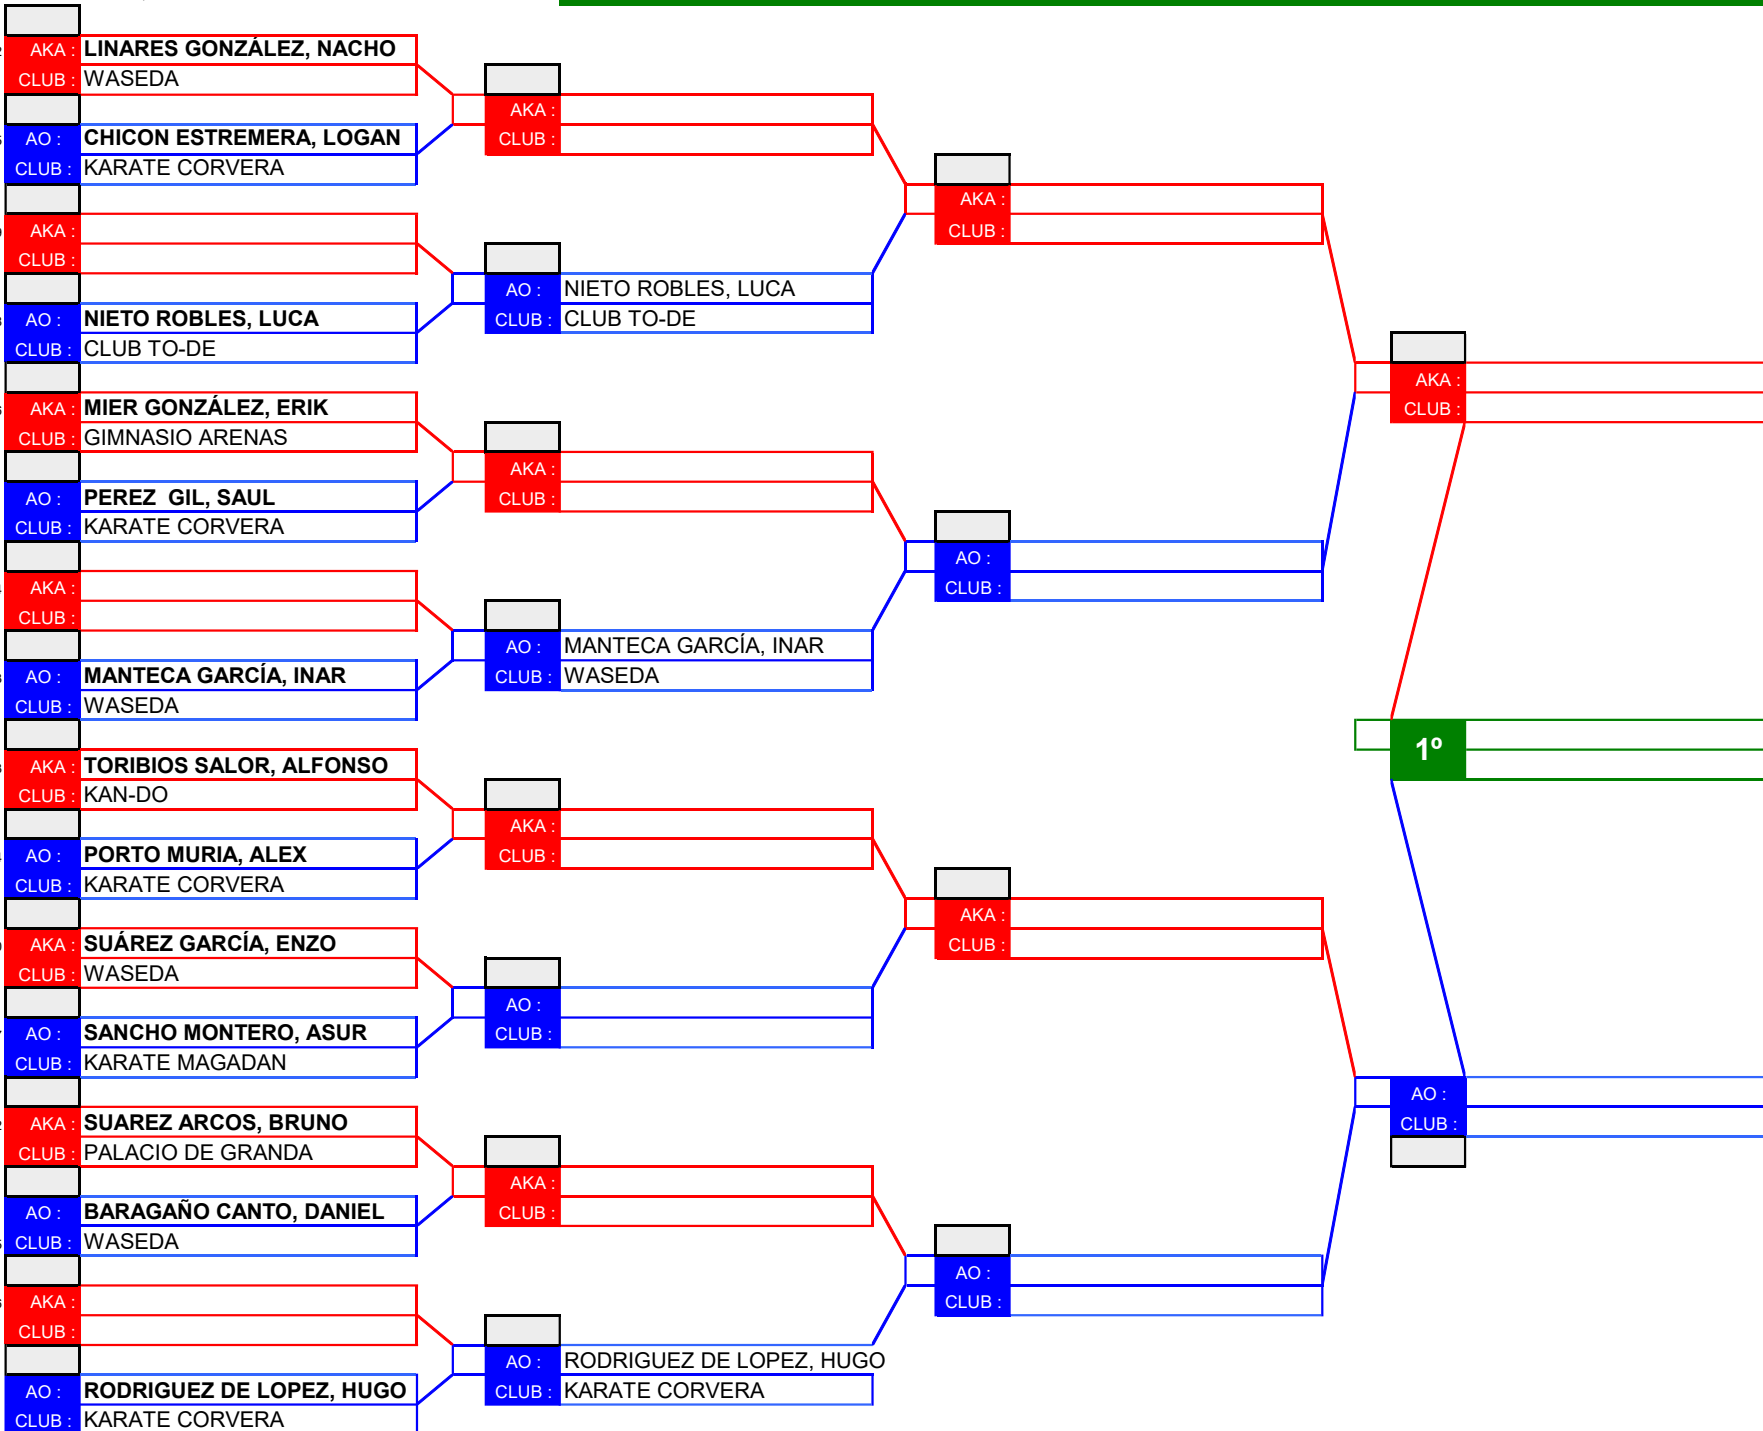 AKA : LINARES GONZÁLEZ, NACHO
CLUB : WASEDA
AO : CHICON ESTREMERA, LOGAN
CLUB : KARATE CORVERA
AKA :
CLUB :
AO : NIETO ROBLES, LUCA
CLUB : CLUB TO-DE
AKA : MIER GONZÁLEZ, ERIK
CLUB : GIMNASIO ARENAS
AO : PEREZ  GIL, SAUL
CLUB : KARATE CORVERA
AKA :
CLUB :
AO : MANTECA GARCÍA, INAR
CLUB : WASEDA
AKA : TORIBIOS SALOR, ALFONSO
CLUB : KAN-DO
AO : PORTO MURIA, ALEX
CLUB : KARATE CORVERA
AKA : SUÁREZ GARCÍA, ENZO
CLUB : WASEDA
AO : SANCHO MONTERO, ASUR
CLUB : KARATE MAGADAN
AKA : SUAREZ ARCOS, BRUNO
CLUB : PALACIO DE GRANDA
AO : BARAGAÑO CANTO, DANIEL
CLUB : WASEDA
AKA :
CLUB :
AO : RODRIGUEZ DE LOPEZ, HUGO
CLUB : KARATE CORVERA
AKA :
CLUB :
AO : NIETO ROBLES, LUCA
CLUB : CLUB TO-DE
AKA :
CLUB :
AO : MANTECA GARCÍA, INAR
CLUB : WASEDA
AKA :
CLUB :
AO :
CLUB :
AKA :
CLUB :
AO : RODRIGUEZ DE LOPEZ, HUGO
CLUB : KARATE CORVERA
AKA :
CLUB :
AO :
CLUB :
AKA :
CLUB :
AO :
CLUB :
AKA :
CLUB :
1º
AO :
CLUB :